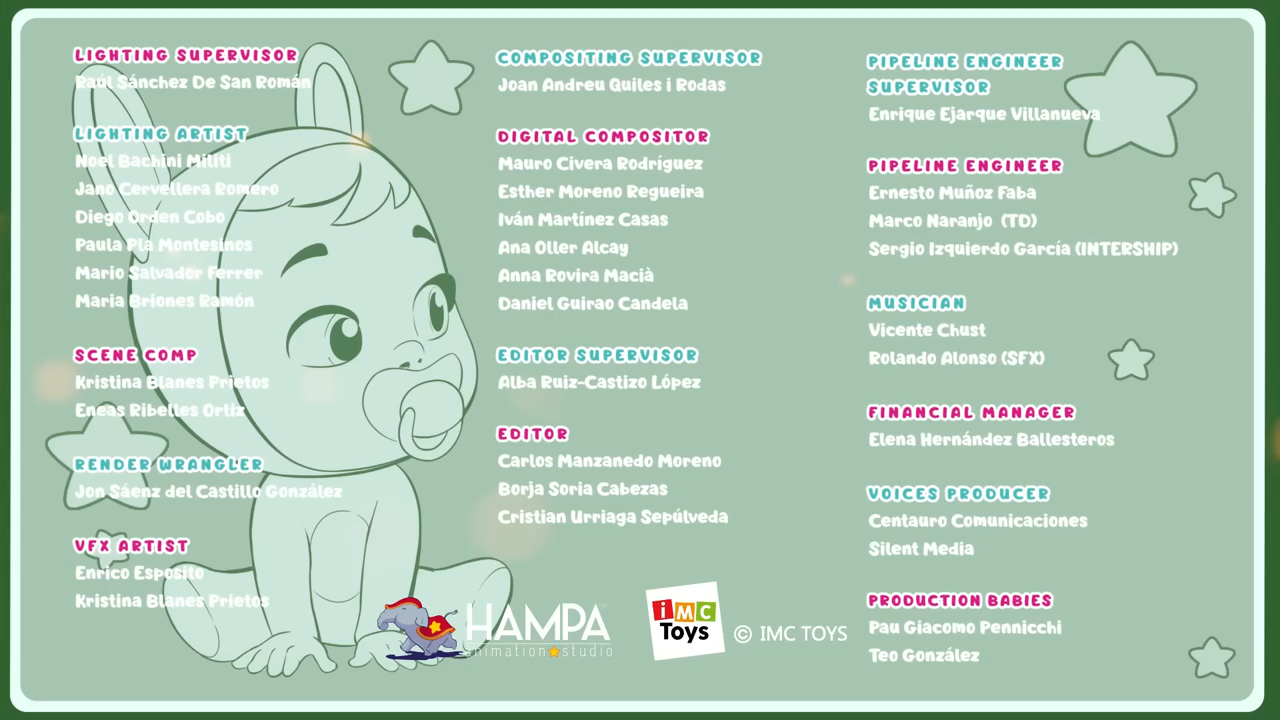 LIGHTING SUPERVISOR
Raúl Sánchez De San Román
LIGHTING ARTIST
Noel Bachini Militi
Jano Cervellera Romero
Diego Orden Cobo
Paula Pla Montesinos
Mario Salvador Ferrer
Maria Briones Ramón
SCENE COMP
Kristina Blanes Prietos
Eneas Ribelles Ortiz
RENDER WRANGLER
Jon Sáenz del Castillo González
VFX ARTIST
Enrico Esposito
Kristina Blanes Prietos
COMPOSITING SUPERVISOR
Joan Andreu Quiles i Rodas
DIGITAL COMPOSITOR
Mauro Civera Rodríguez
Esther Moreno Regueira
Iván Martínez Casas
Ana Oller Alcay
Anna Rovira Macià
Daniel Guirao Candela
EDITOR SUPERVISOR
Alba Ruiz-Castizo López
EDITOR
Carlos Manzanedo Moreno
Borja Soria Cabezas
Cristian Urriaga Sepúlveda
HAMPA
animation studio
iMC
Toys
© IMC TOYS
PIPELINE ENGINEER
SUPERVISOR
Enrique Ejarque Villanueva
PIPELINE ENGINEER
Ernesto Muñoz Faba
Marco Naranjo (TD)
Sergio Izquierdo García (INTERSHIP)
MUSICIAN
Vicente Chust
Rolando Alonso (SFX)
FINANCIAL MANAGER
Elena Hernández Ballesteros
VOICES PRODUCER
Centauro Comunicaciones
Silent Media
PRODUCTION BABIES
Pau Giacomo Pennicchi
Teo González